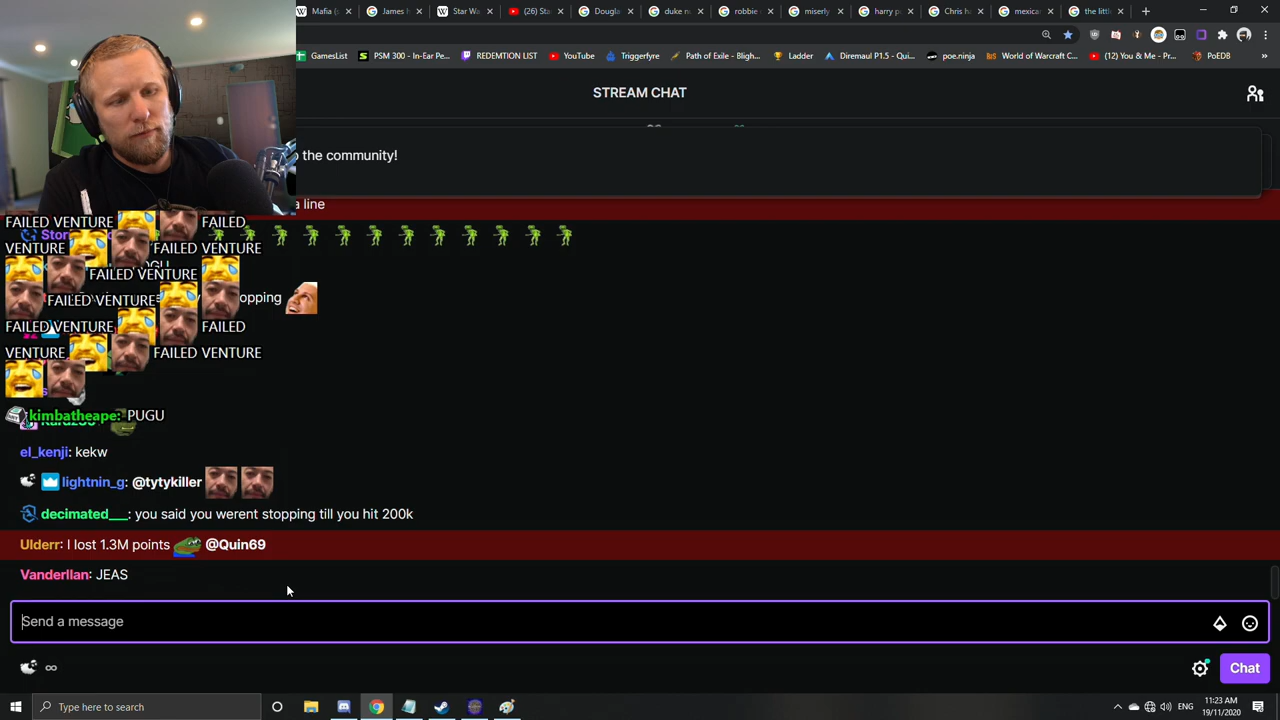 Mafia (
James h
Star Wa
(26) Sta
Dougla
duke nu
robbie
miserly
harry p
Chris ha
mexica
the little
GamesList
PSM 300 - In-Ear Pe...
REDEMTION LIST
YouTube
Triggerfyre
Path of Exile - Bligh...
Ladder
Diremaul P1.5 - Qui...
poe.ninja
World of Warcraft C...
(12) You & Me - Pr...
PoEDB
STREAM CHAT
the community!
a line
FAILED VENTURE FAILED
VENTURE FAILED VENTURE
FAILED VENTURE
opping
FAILED VENTURE
FAILED VENTURE FAILED
VENTURE FAILED VENTURE
kimbatheape: PUGU
el_kenji: kekw
lightnin_g: @tytykiller
decimated___: you said you werent stopping till you hit 200k
Ulderr: I lost 1.3M points @Quin69
Vanderllan: JEAS
Send a message
Chat
Type here to search
11:23 AM
19/11/2020